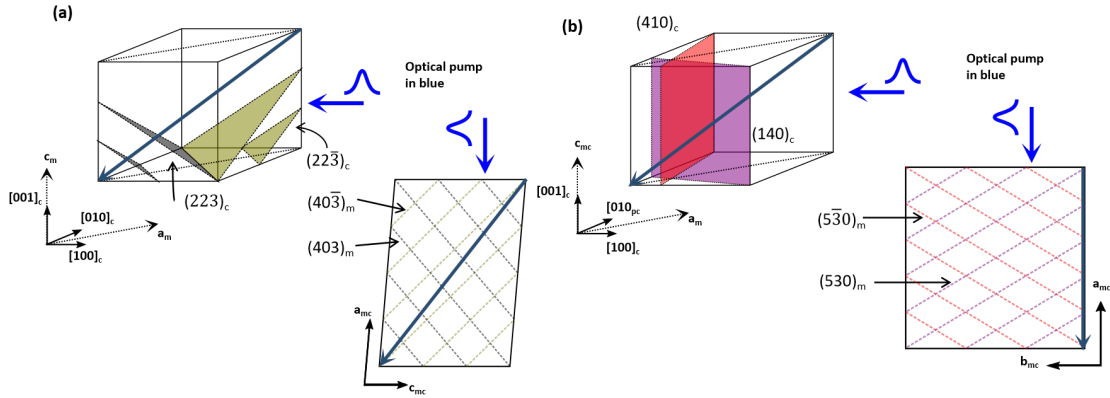 (a)
Optical pump
in blue
(223̅)c
(223)c
cm
[001]c
[010]c
am
[100]c
(403̅)m
(403)m
amc
cmc
(b)
(410)c
Optical pump
in blue
(140)c
cmc
[001]c
[010pc]
am
[100]c
(53̅0)m
(530)m
amc
bmc